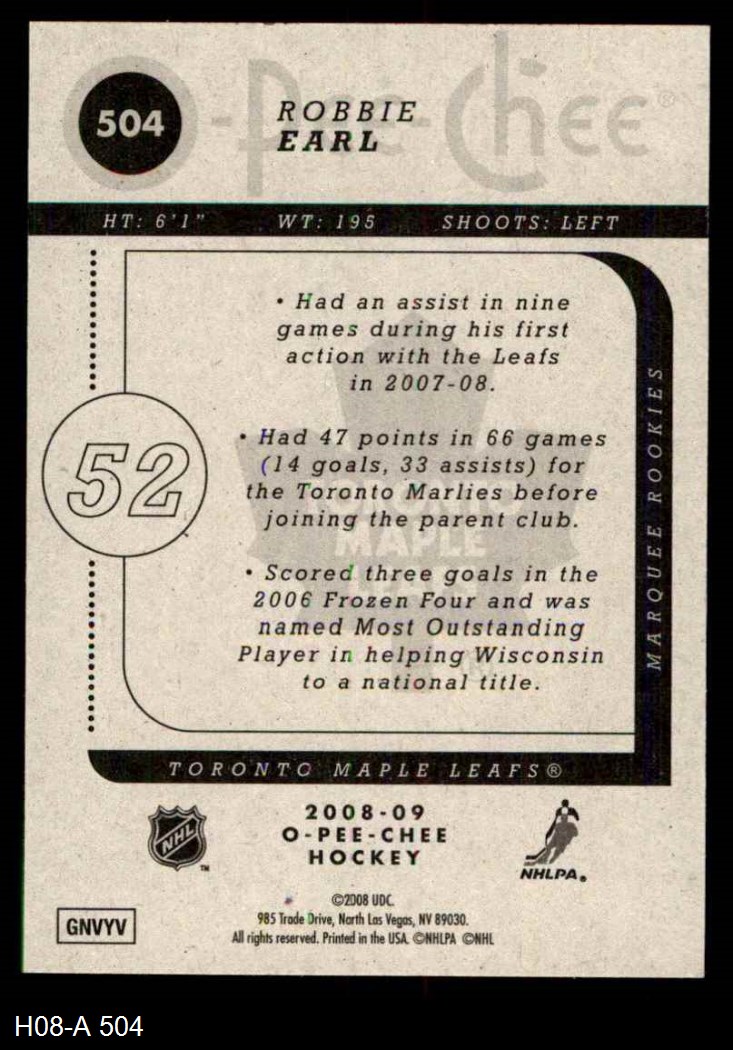 504
O-Pee-Chee®
ROBBIE
EARL
HT: 6'1" WT: 195 SHOOTS: LEFT
• Had an assist in nine
games during his first
action with the Leafs
in 2007-08.
• Had 47 points in 66 games
(14 goals, 33 assists) for
the Toronto Marlies before
joining the parent club.
• Scored three goals in the
2006 Frozen Four and was
named Most Outstanding
Player in helping Wisconsin
to a national title.
52
MAPLE
MARQUEE ROOKIES
TORONTO MAPLE LEAFS®
NHL™
2008-09
O-PEE-CHEE
HOCKEY
NHLPA®
GNVYV
©2008 UDC.
985 Trade Drive, North Las Vegas, NV 89030.
All rights reserved. Printed in the USA. ©NHLPA ©NHL
H08-A 504